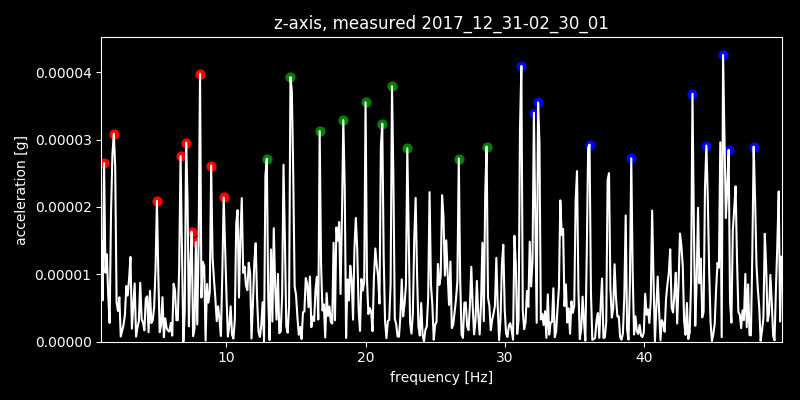 z-axis, measured 2017_12_31-02_30_01
0.00004
0.00003
0.00002
0.00001
0.00000
acceleration [g]
10 20 30 40
frequency [Hz]